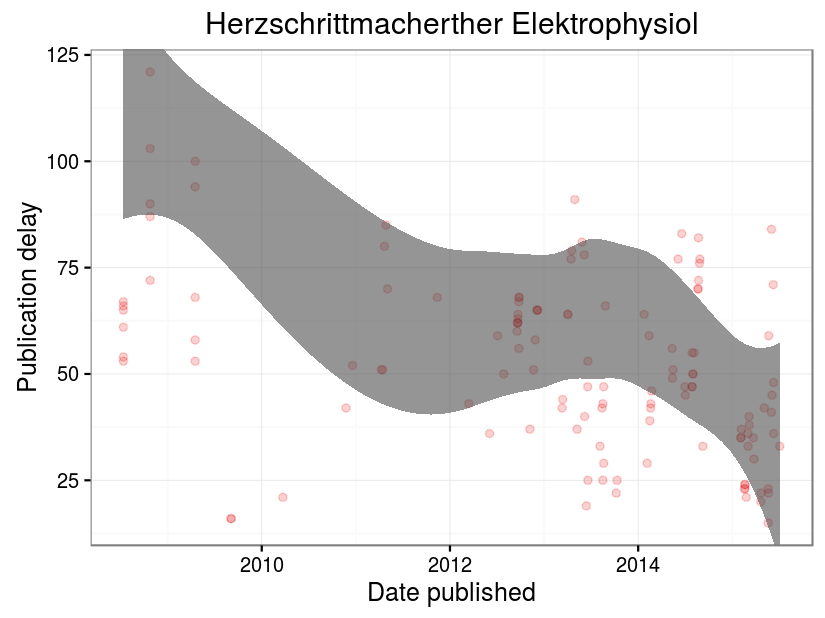 Herzschrittmacherther Elektrophysiol
125
100
75
50
25
Publication delay
2010 2012 2014
Date published